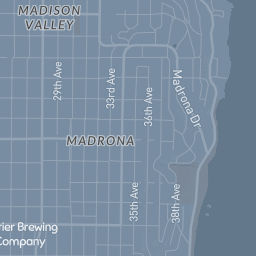 MADISON
VALLEY
29th Ave
33rd Ave
36th Ave
Madrona Dr
MADRONA
35th Ave
38th Ave
rier Brewing
Company